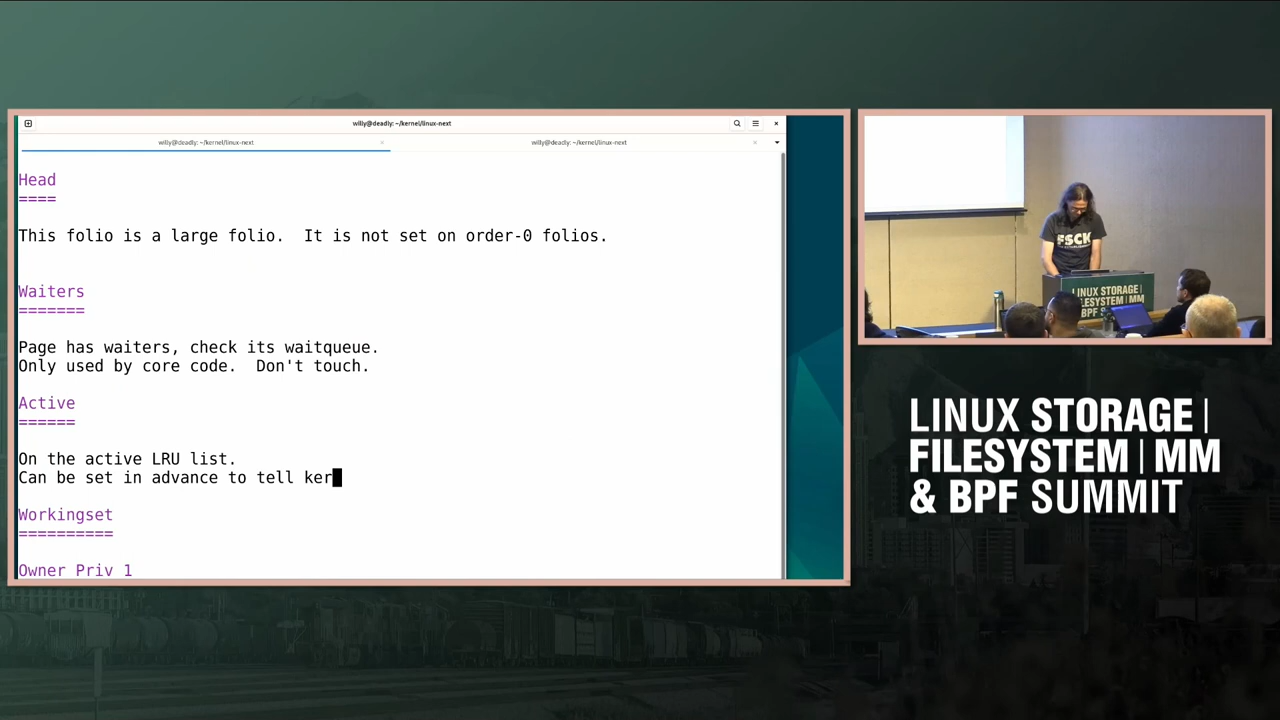 willy@deadly: ~/kernel/linux-next
willy@deadly: ~/kernel/linux-next
willy@deadly: ~/kernel/linux-next
Head
====
This folio is a large folio.  It is not set on order-0 folios.
Waiters
=======
Page has waiters, check its waitqueue.
Only used by core code.  Don't touch.
Active
======
On the active LRU list.
Can be set in advance to tell ker
Workingset
==========
Owner Priv 1
FSCK
LINUX STORAGE|
FILESYSTEM|MM
& BPF SUMMIT
LINUX STORAGE |
FILESYSTEM | MM
& BPF SUMMIT